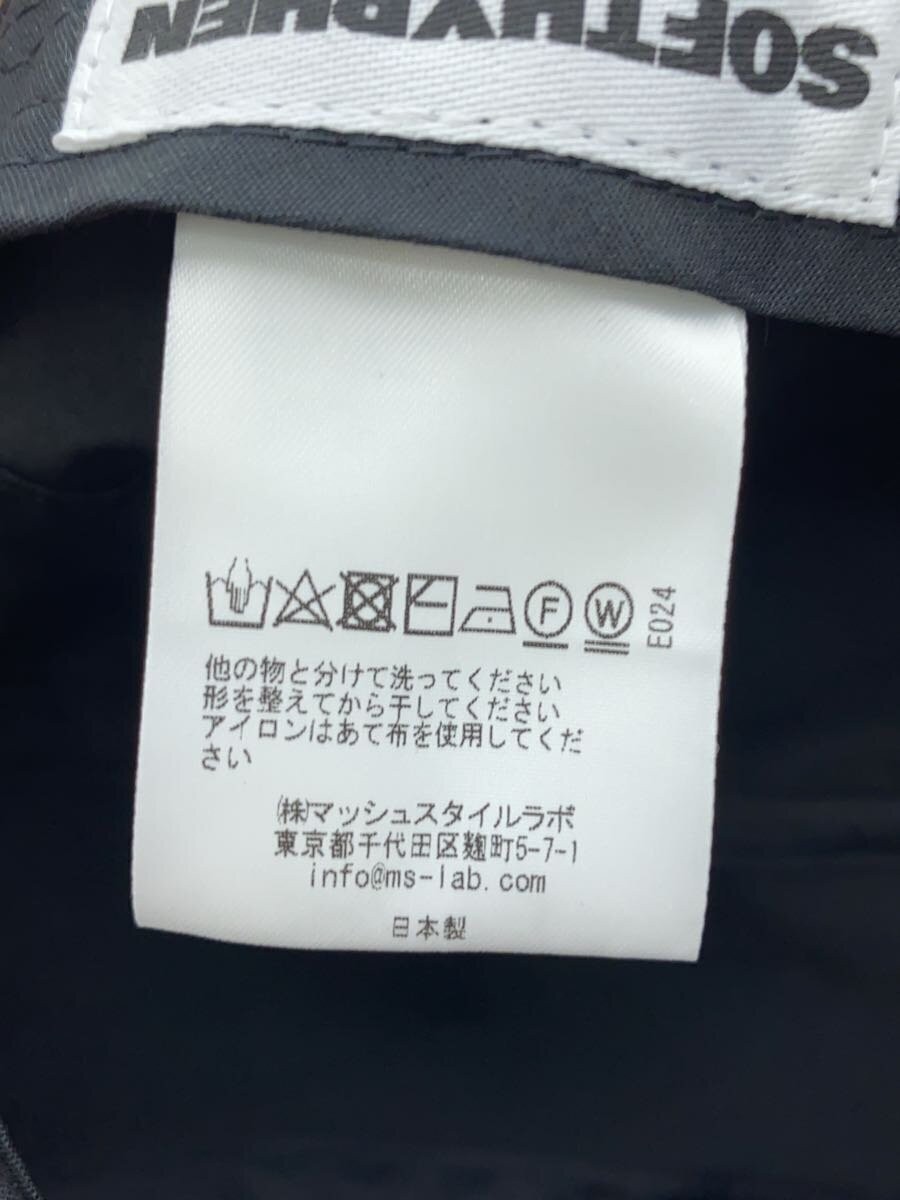 SOFTHYPHEN
F
W
E024
他の物と分けて洗ってください
形を整えてから干してください
アイロンはあて布を使用してくだ
さい
(株)マッシュスタイルラボ
東京都千代田区麹町5-7-1
info@ms-lab.com
日本製